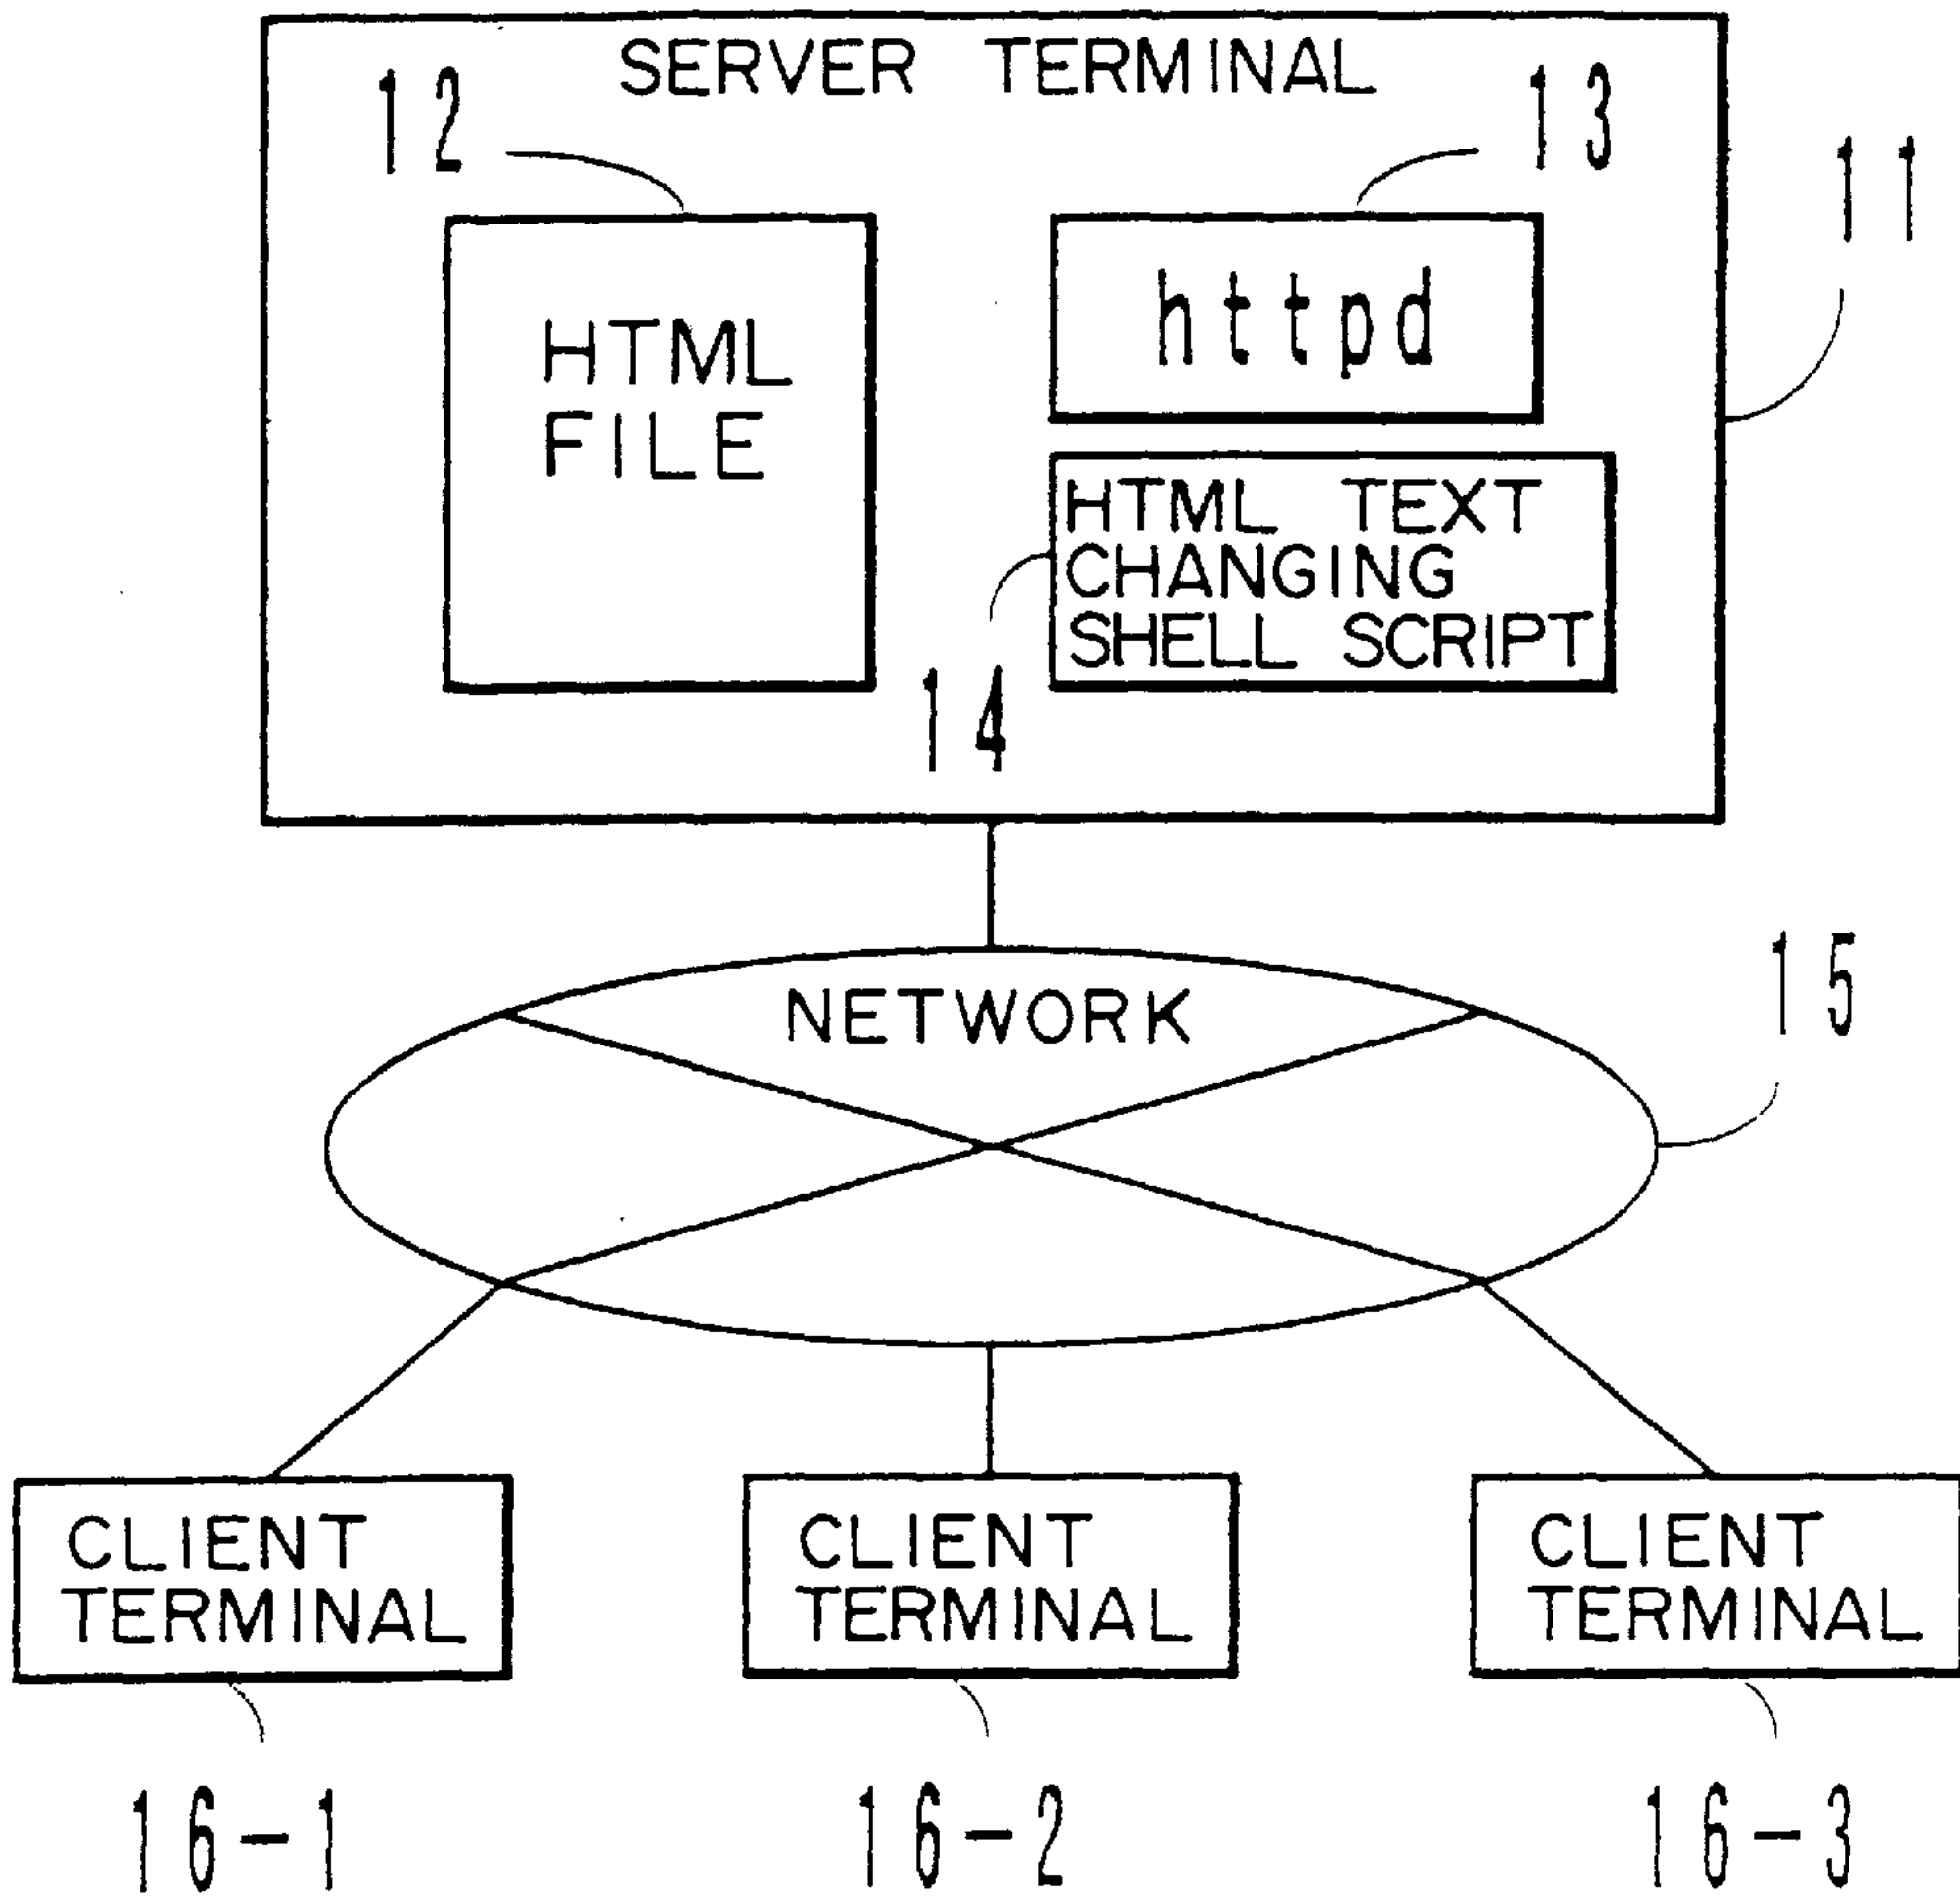 SERVER TERMINAL
12
13
11
HTML
FILE
httpd
HTML TEXT
CHANGING
SHELL SCRIPT
14
NETWORK
15
CLIENT
TERMINAL
CLIENT
TERMINAL
CLIENT
TERMINAL
16-1
16-2
16-3